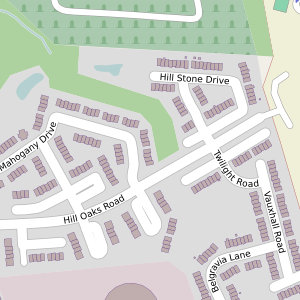 Hill Stone Drive
Mahogany Drive
Twilight Road
Hill Oaks Road
Vauxhall Road
Belgravia Lane